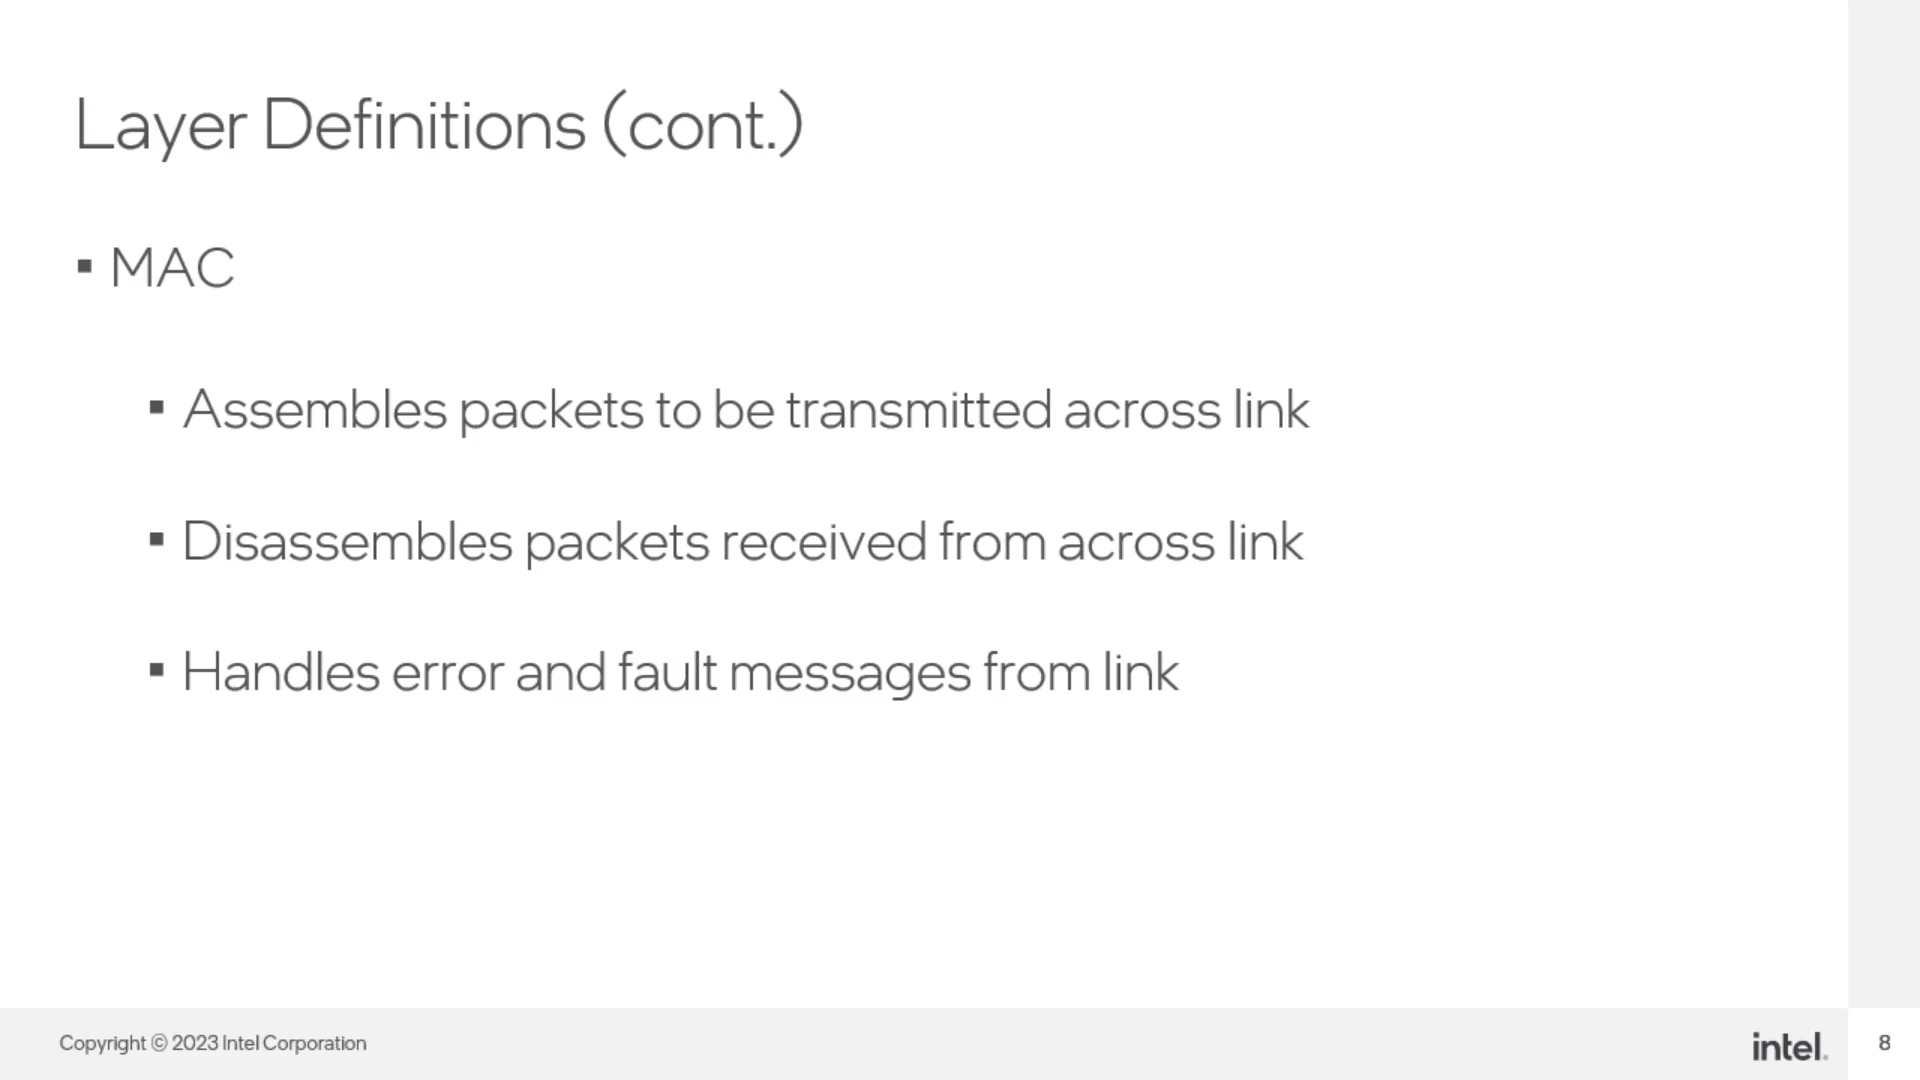 Layer Definitions (cont.)
▪ MAC
▪ Assembles packets to be transmitted across link
▪ Disassembles packets received from across link
▪ Handles error and fault messages from link
Copyright © 2023 Intel Corporation
intel.
8